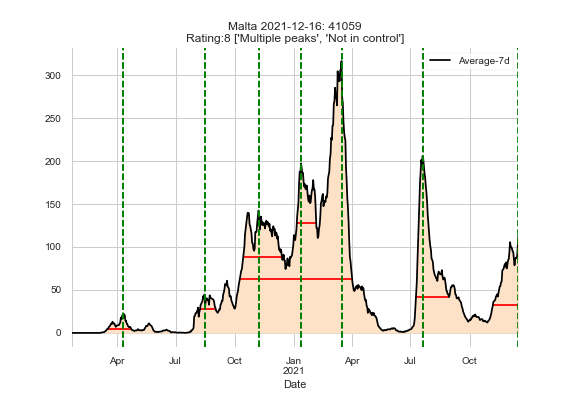 Malta 2021-12-16: 41059
Rating:8 ['Multiple peaks', 'Not in control']
Average-7d
300
250
200
150
100
50
0
Apr Jul Oct Jan Apr Jul Oct
2021
Date